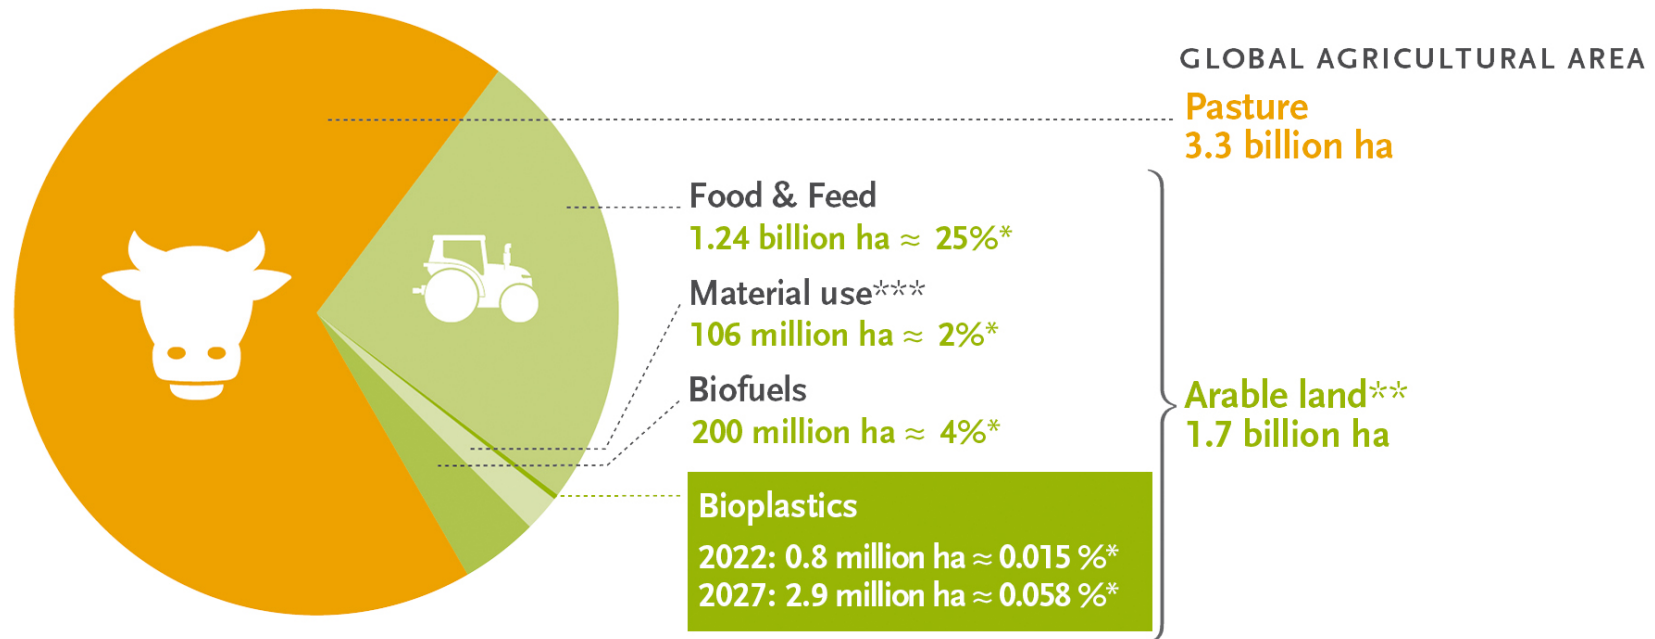 GLOBAL AGRICULTURAL AREA
Pasture
3.3 billion ha
Food & Feed
1.24 billion ha ≈ 25%*
Material use***
106 million ha ≈ 2%*
Biofuels
200 million ha ≈ 4%*
Bioplastics
2022: 0.8 million ha ≈ 0.015 %*
2027: 2.9 million ha ≈ 0.058 %*
Arable land**
1.7 billion ha